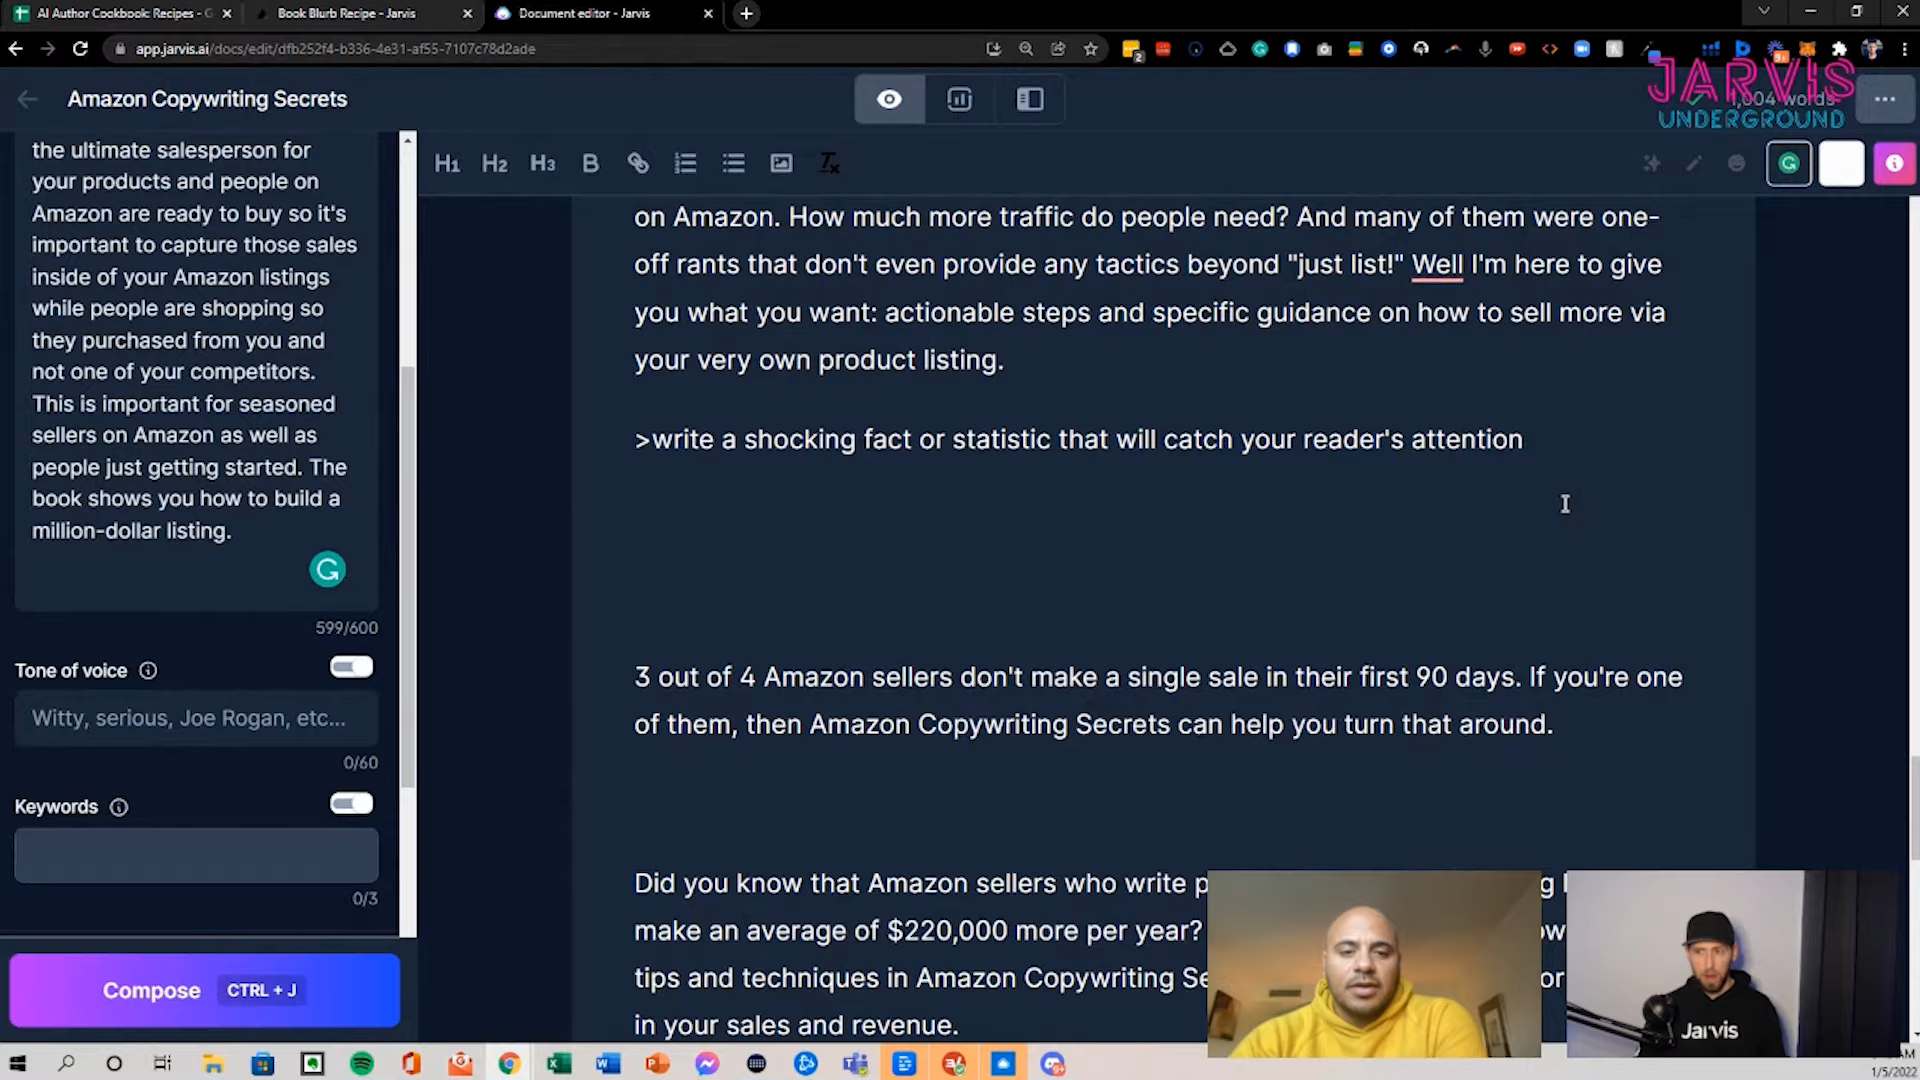 AI Author Cookbook: Recipes - G
Book Blurb Recipe - Jarvis
Document editor - Jarvis
app.jarvis.ai/docs/edit/dfb252f4-b336-4e31-af55-7107c78d2ade
Amazon Copywriting Secrets
JARVIS
1,004 words
UNDERGROUND
H1 H2 H3 B
the ultimate salesperson for
your products and people on
Amazon are ready to buy so it's
important to capture those sales
inside of your Amazon listings
while people are shopping so
they purchased from you and
not one of your competitors.
This is important for seasoned
sellers on Amazon as well as
people just getting started. The
book shows you how to build a
million-dollar listing.
599/600
Tone of voice
Witty, serious, Joe Rogan, etc...
0/60
Keywords
0/3
Compose CTRL + J
on Amazon. How much more traffic do people need? And many of them were one-
off rants that don't even provide any tactics beyond "just list!" Well I'm here to give
you what you want: actionable steps and specific guidance on how to sell more via
your very own product listing.
>write a shocking fact or statistic that will catch your reader's attention
3 out of 4 Amazon sellers don't make a single sale in their first 90 days. If you're one
of them, then Amazon Copywriting Secrets can help you turn that around.
Did you know that Amazon sellers who write
make an average of $220,000 more per year?
tips and techniques in Amazon Copywriting
in your sales and revenue.
Jarvis
1/5/2022